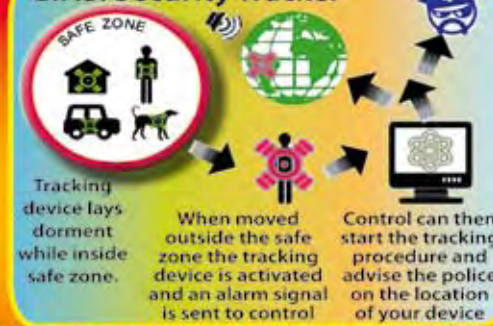 Security Tracker
SAFE ZONE
Tracking
device lays
dorment
while inside
safe zone.
When moved
outside the safe
zone the tracking
device is activated
and an alarm signal
is sent to control
Control can then
start the tracking
procedure and
advise the police
on the location
of your device